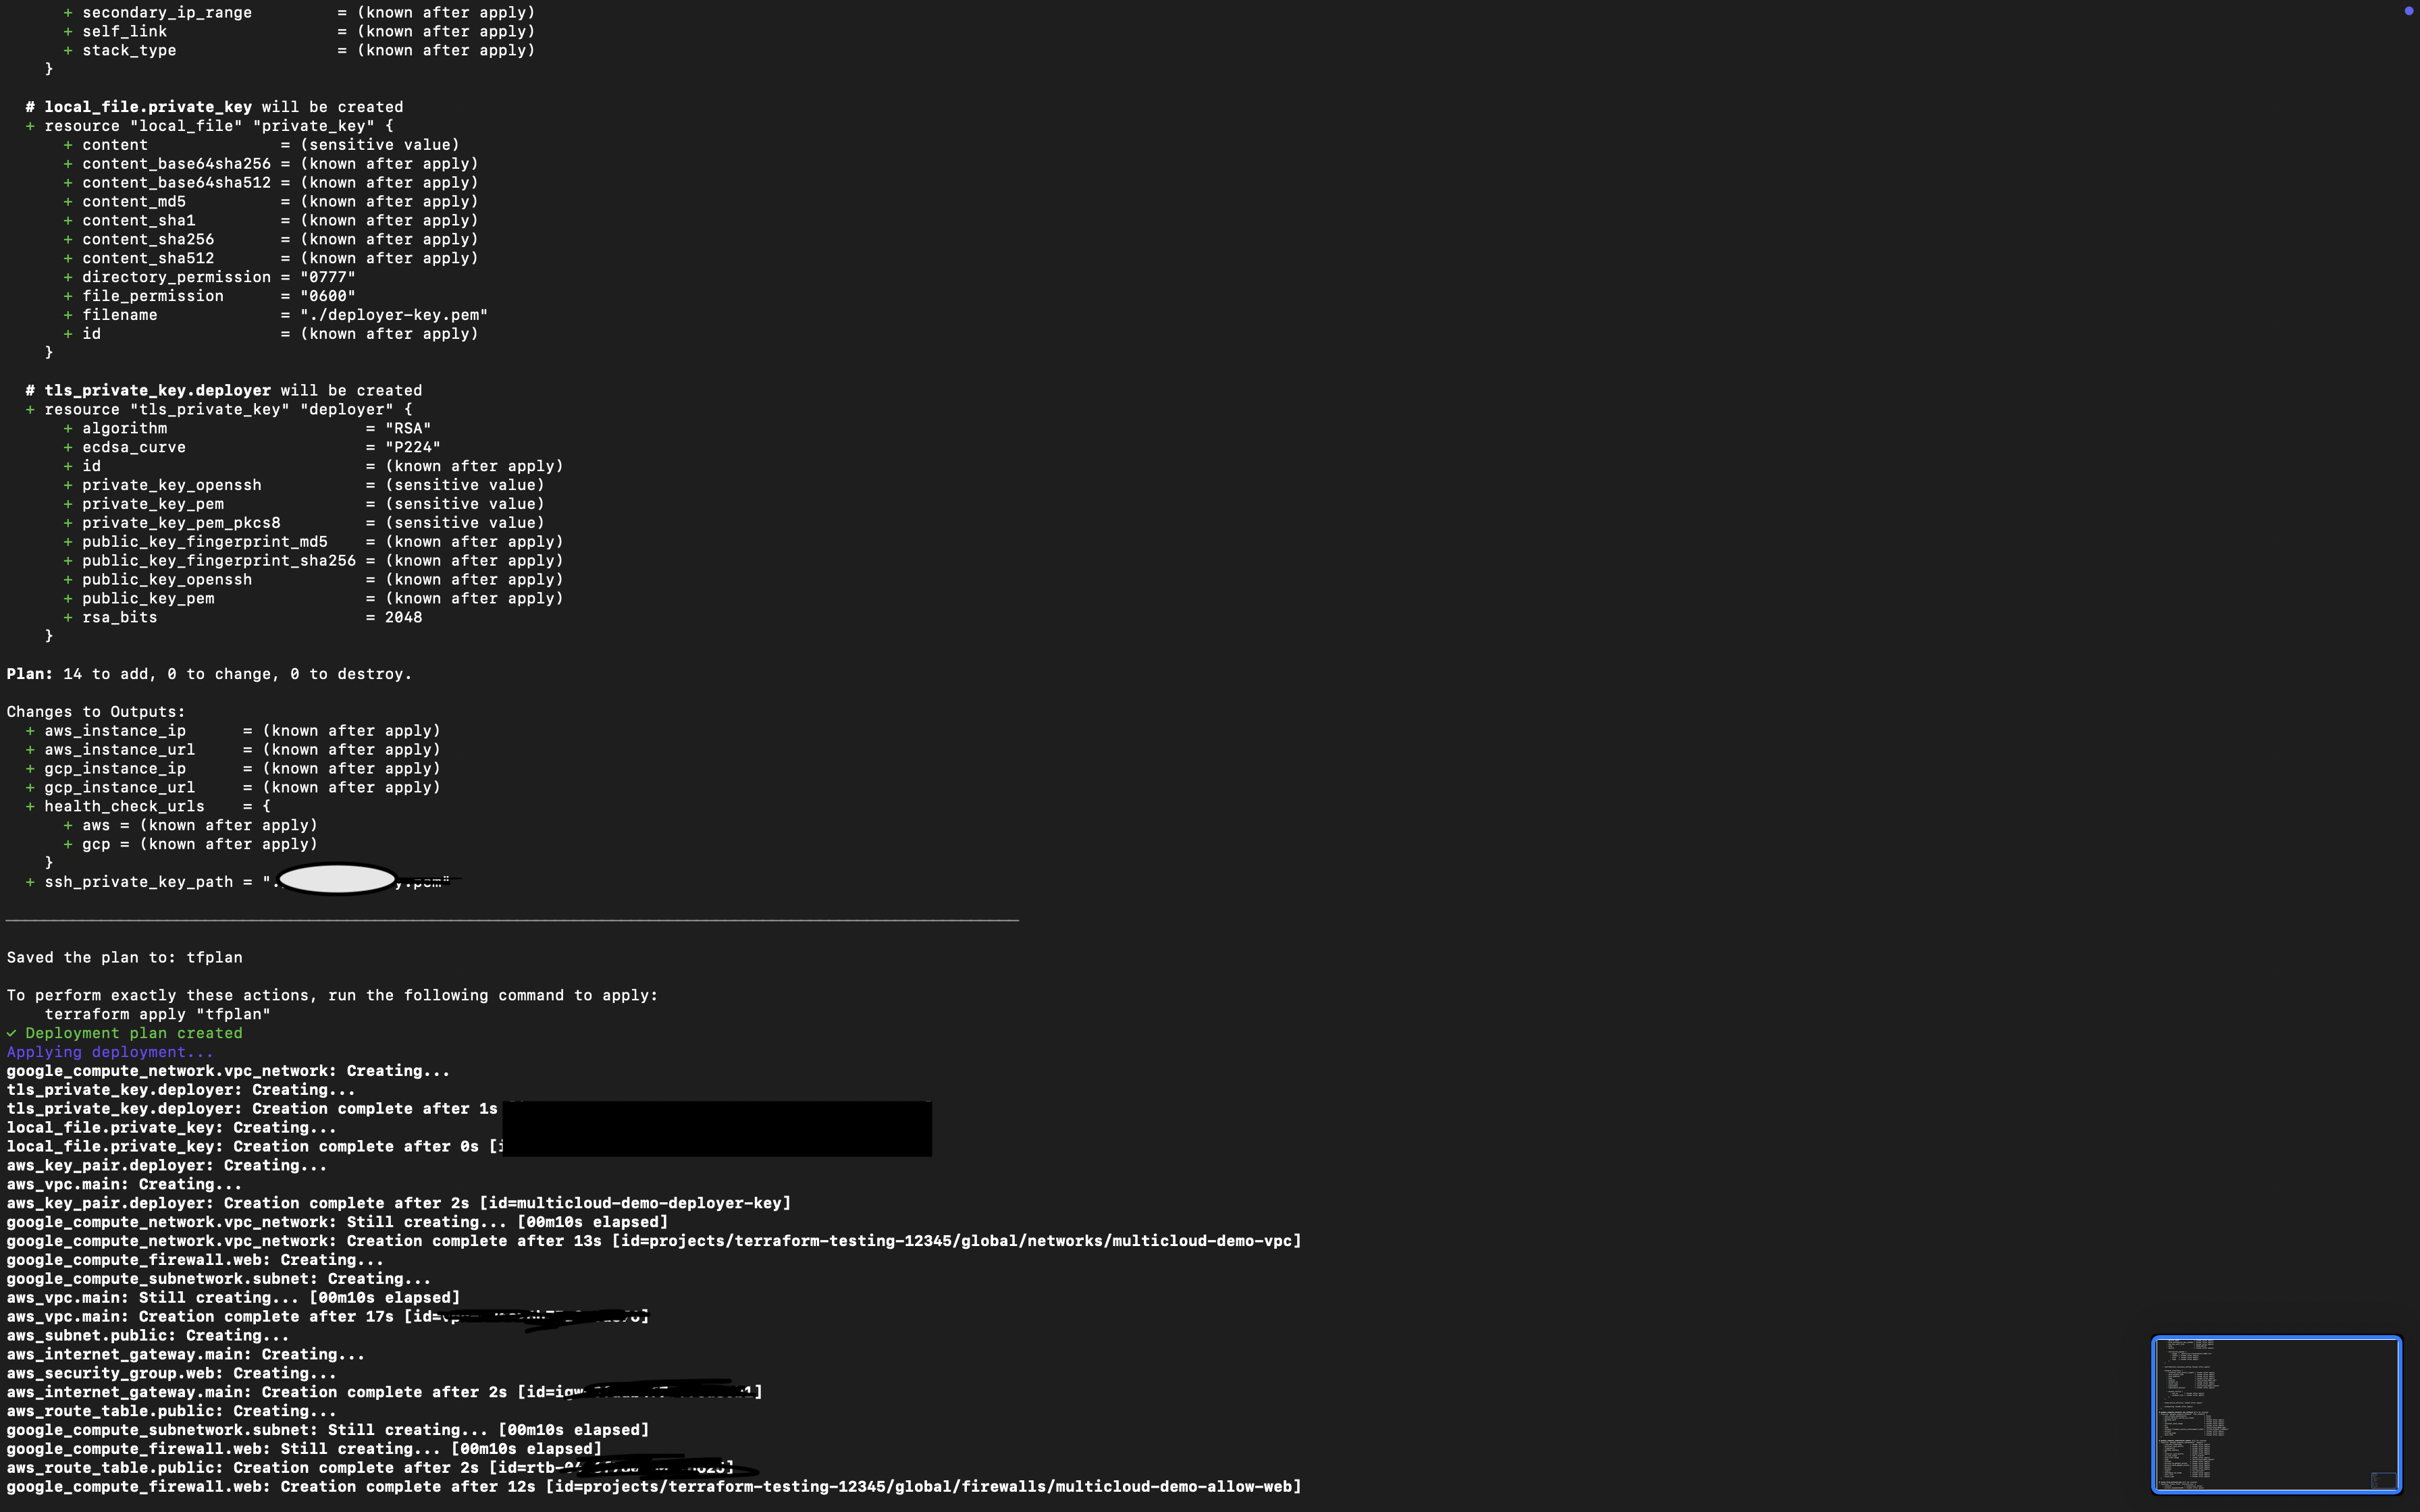 + secondary_ip_range         = (known after apply)
      + self_link                  = (known after apply)
      + stack_type                 = (known after apply)
    }

  # local_file.private_key will be created
  + resource "local_file" "private_key" {
      + content              = (sensitive value)
      + content_base64sha256 = (known after apply)
      + content_base64sha512 = (known after apply)
      + content_md5          = (known after apply)
      + content_sha1         = (known after apply)
      + content_sha256       = (known after apply)
      + content_sha512       = (known after apply)
      + directory_permission = "0777"
      + file_permission      = "0600"
      + filename             = "./deployer-key.pem"
      + id                   = (known after apply)
    }

  # tls_private_key.deployer will be created
  + resource "tls_private_key" "deployer" {
      + algorithm                     = "RSA"
      + ecdsa_curve                   = "P224"
      + id                            = (known after apply)
      + private_key_openssh           = (sensitive value)
      + private_key_pem               = (sensitive value)
      + private_key_pem_pkcs8         = (sensitive value)
      + public_key_fingerprint_md5    = (known after apply)
      + public_key_fingerprint_sha256 = (known after apply)
      + public_key_openssh            = (known after apply)
      + public_key_pem                = (known after apply)
      + rsa_bits                      = 2048
    }

Plan: 14 to add, 0 to change, 0 to destroy.

Changes to Outputs:
  + aws_instance_ip      = (known after apply)
  + aws_instance_url     = (known after apply)
  + gcp_instance_ip      = (known after apply)
  + gcp_instance_url     = (known after apply)
  + health_check_urls    = {
      + aws = (known after apply)
      + gcp = (known after apply)
    }
  + ssh_private_key_path =

Saved the plan to: tfplan

To perform exactly these actions, run the following command to apply:
    terraform apply "tfplan"
✓ Deployment plan created
Applying deployment...
google_compute_network.vpc_network: Creating...
tls_private_key.deployer: Creating...
tls_private_key.deployer: Creation complete after 1s
local_file.private_key: Creating...
local_file.private_key: Creation complete after 0s
aws_key_pair.deployer: Creating...
aws_vpc.main: Creating...
aws_key_pair.deployer: Creation complete after 2s [id=multicloud-demo-deployer-key]
google_compute_network.vpc_network: Still creating... [00m10s elapsed]
google_compute_network.vpc_network: Creation complete after 13s [id=projects/terraform-testing-12345/global/networks/multicloud-demo-vpc]
google_compute_firewall.web: Creating...
google_compute_subnetwork.subnet: Creating...
aws_vpc.main: Still creating... [00m10s elapsed]
aws_vpc.main: Creation complete after 17s
aws_subnet.public: Creating...
aws_internet_gateway.main: Creating...
aws_security_group.web: Creating...
aws_internet_gateway.main: Creation complete after 2s
aws_route_table.public: Creating...
google_compute_subnetwork.subnet: Still creating... [00m10s elapsed]
google_compute_firewall.web: Still creating... [00m10s elapsed]
aws_route_table.public: Creation complete after 2s
google_compute_firewall.web: Creation complete after 12s [id=projects/terraform-testing-12345/global/firewalls/multicloud-demo-allow-web]